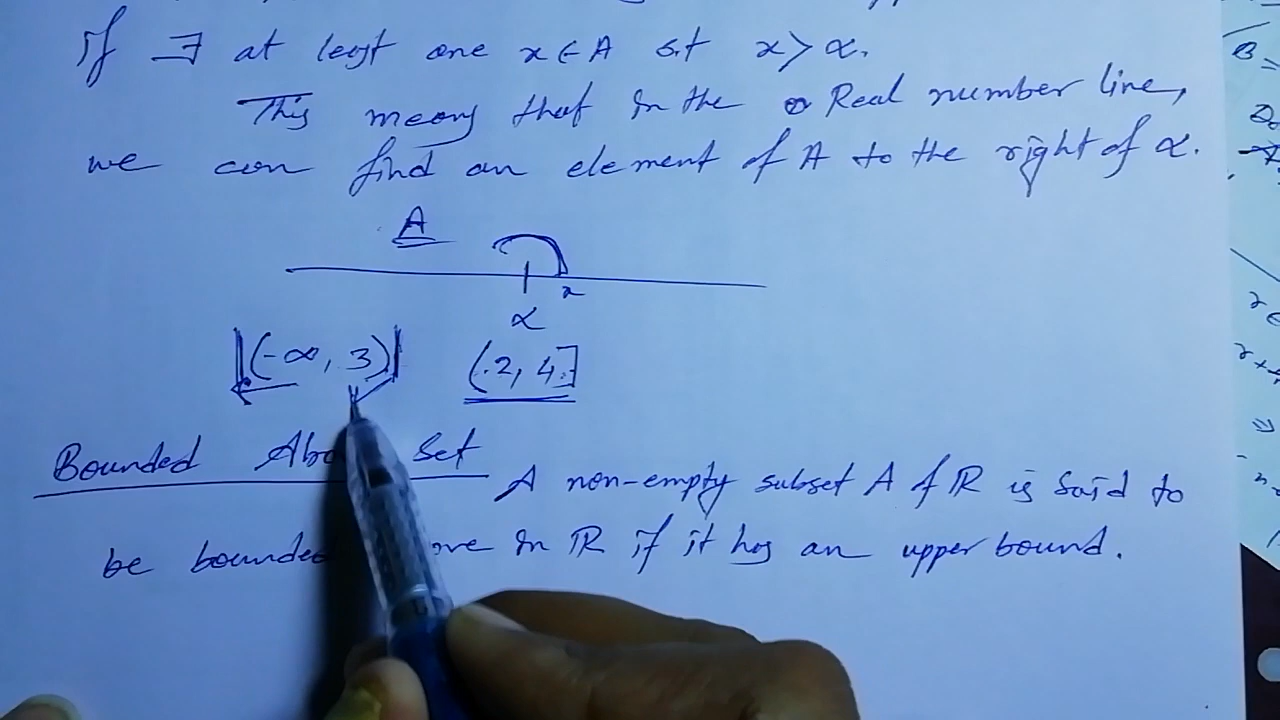 if ∃ at least one x ∈ A s.t x > α.
This means that in the Real number line,
we can find an element of A to the right of α.
A
x
α
(-∞, 3) (2, 4]
Bounded Set
A non-empty subset A of R is said to
be in R if it has an upper bound.